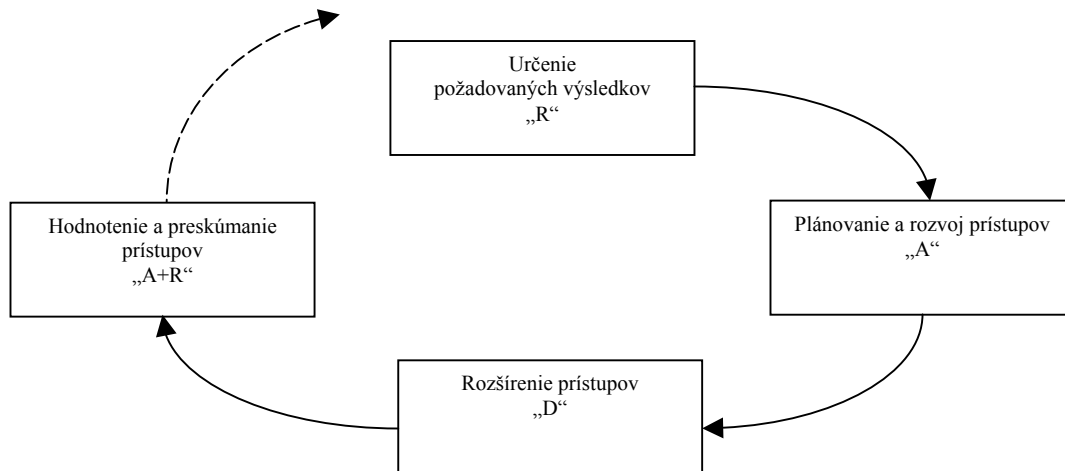 Určenie
požadovaných výsledkov
„R“
Plánovanie a rozvoj prístupov
„A“
Rozšírenie prístupov
„D“
Hodnotenie a preskúmanie
prístupov
„A+R“